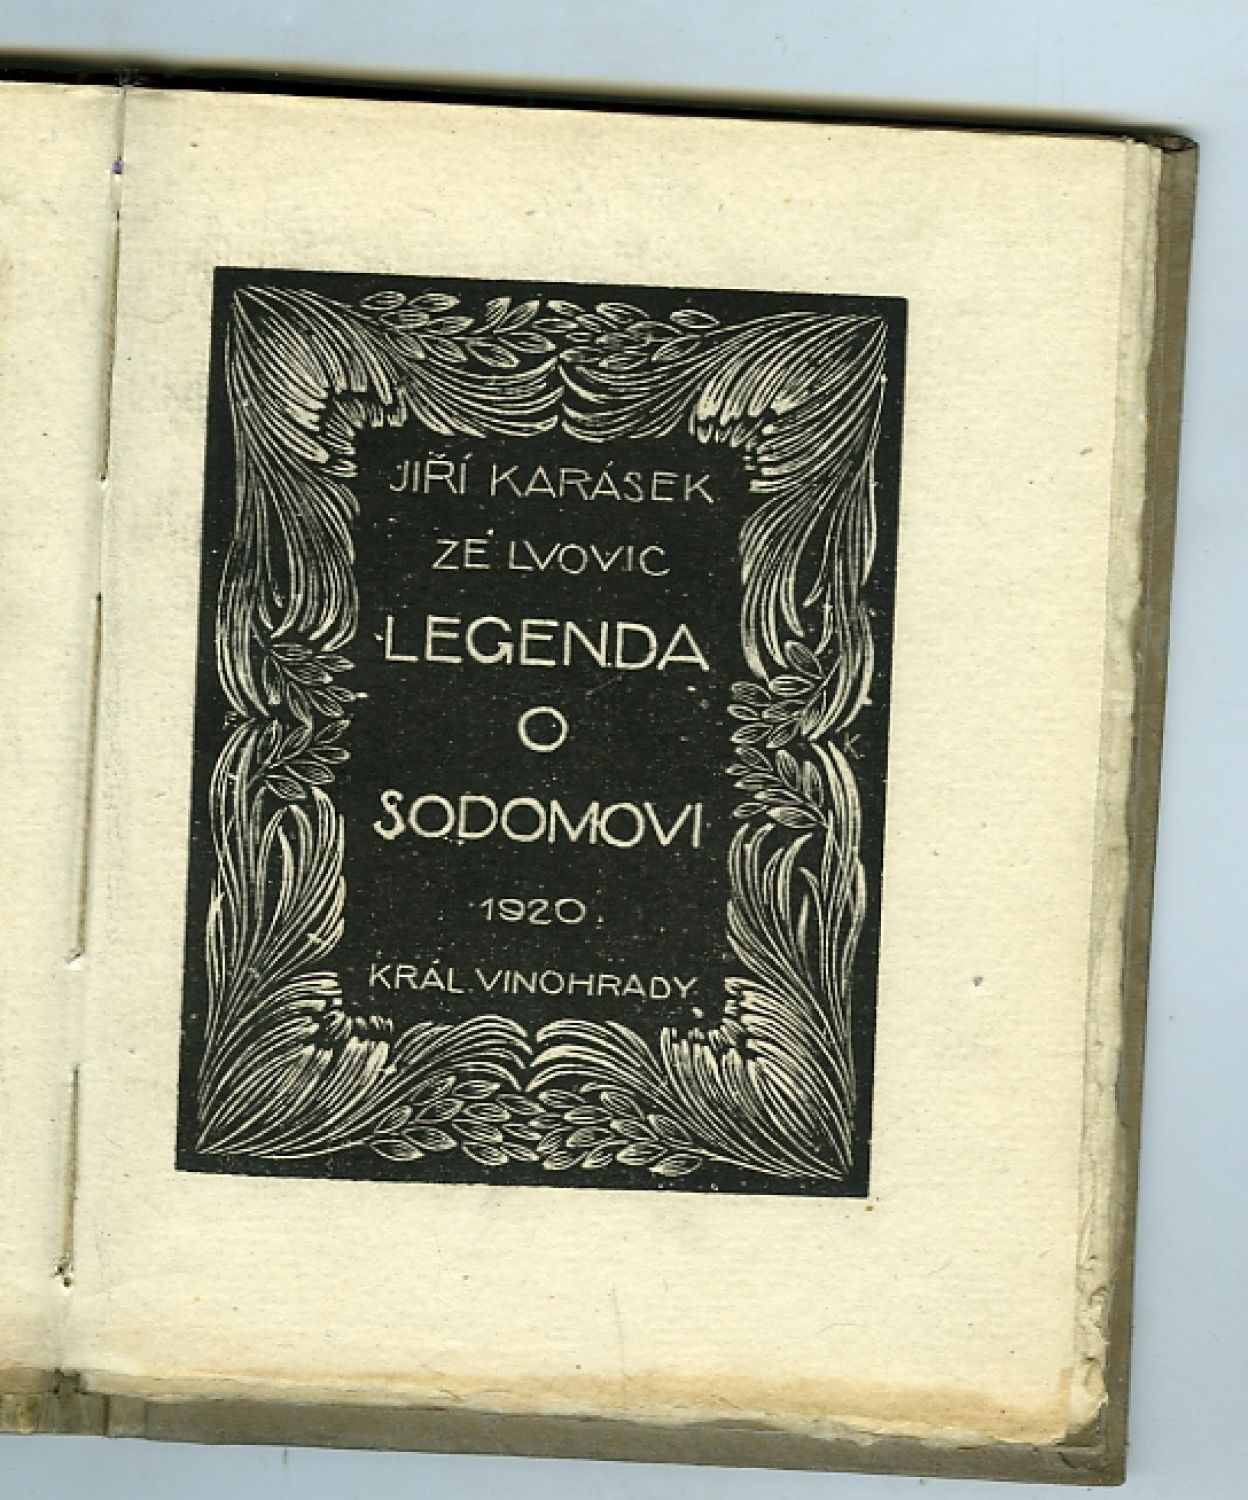 JIŘÍ KARÁSEK
ZE LVOVIC
LEGENDA
O
SODOMOVI
1920.
KRÁL. VINOHRADY
K